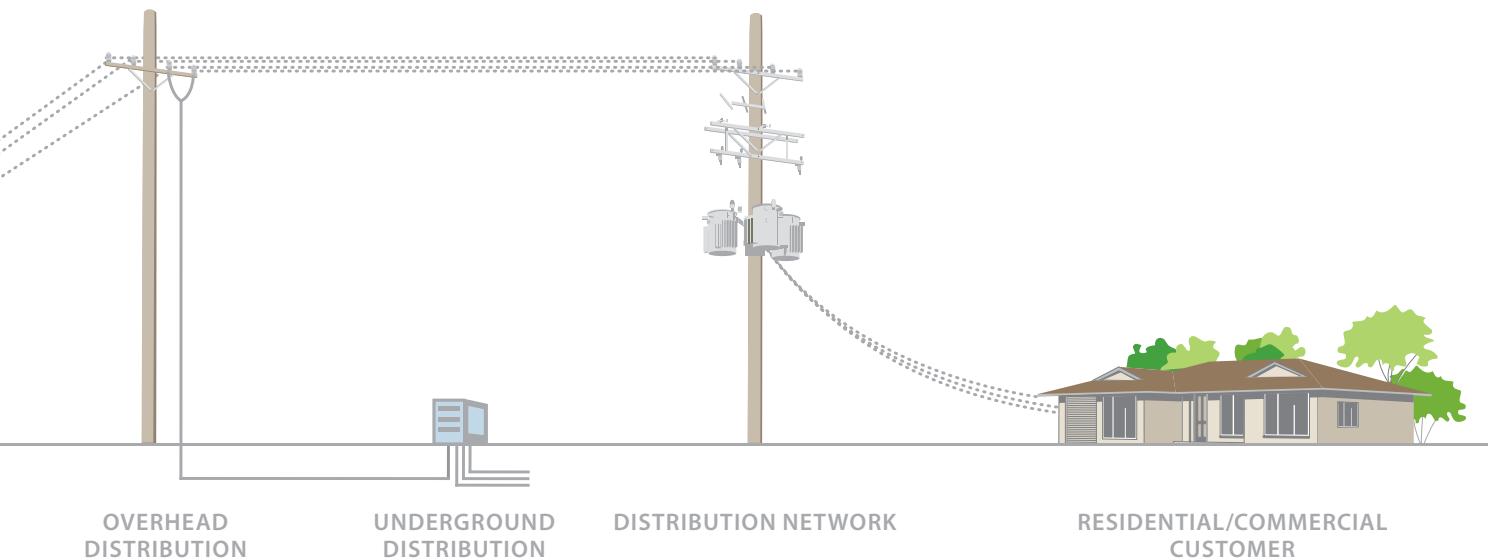 OVERHEAD
DISTRIBUTION
UNDERGROUND
DISTRIBUTION
DISTRIBUTION NETWORK
RESIDENTIAL/COMMERCIAL
CUSTOMER